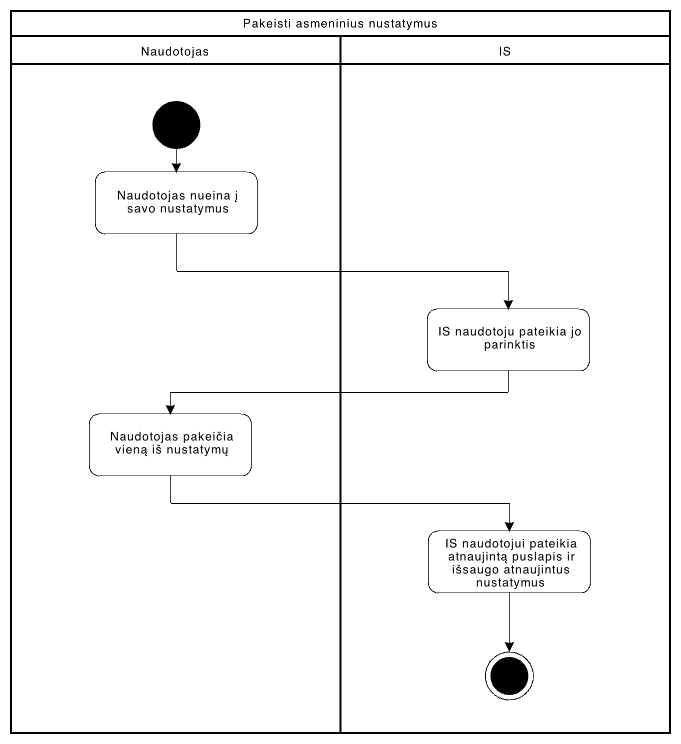 Pakeisti asmeninius nustatymus
Naudotojas
IS
Naudotojas nueina į
savo nustatymus
IS naudotoju pateikia jo
parinktis
Naudotojas pakeičia
vieną iš nustatymų
IS naudotojui pateikia
atnaujintą puslapis ir
išsaugo atnaujintus
nustatymus